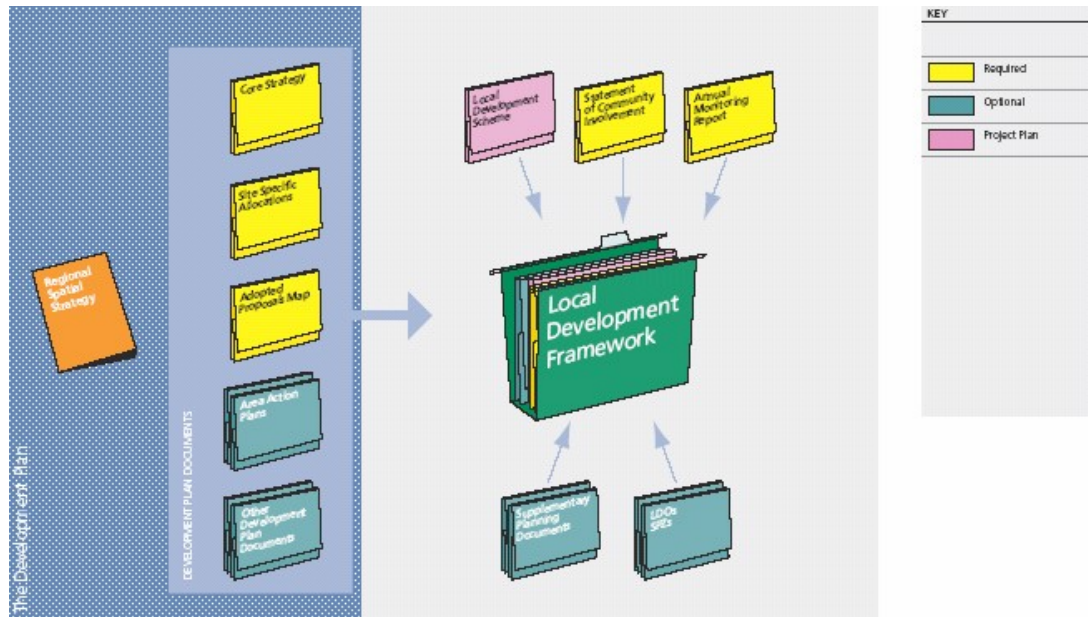 KEY
Required
Optional
Project Plan
The Development Plan
Regional
Spatial
Strategy
DEVELOPMENT PLAN DOCUMENTS
Core Strategy
Site Specific
Allocations
Adopted
Proposals Map
Area Action
Plans
Other
Development
Plan
Documents
Local
Development
Scheme
Statement
of Community
Involvement
Annual
Monitoring
Report
Local
Development
Framework
Supplementary
Planning
Documents
LDOs
SPZs